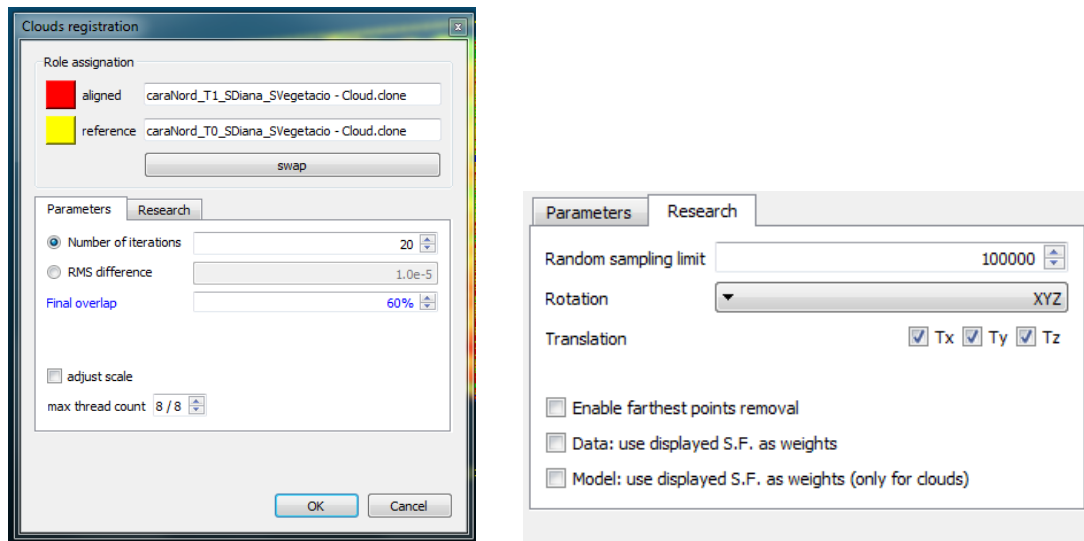 Clouds registration
Role assignation
aligned caraNord_T1_SDiana_SVegetacio - Cloud.clone
reference caraNord_T0_SDiana_SVegetacio - Cloud.clone
swap
Parameters Research
Number of iterations 20
RMS difference 1.0e-5
Final overlap 60%
adjust scale
max thread count 8 / 8
OK Cancel
Parameters Research
Random sampling limit 100000
Rotation XYZ
Translation Tx Ty Tz
Enable farthest points removal
Data: use displayed S.F. as weights
Model: use displayed S.F. as weights (only for clouds)